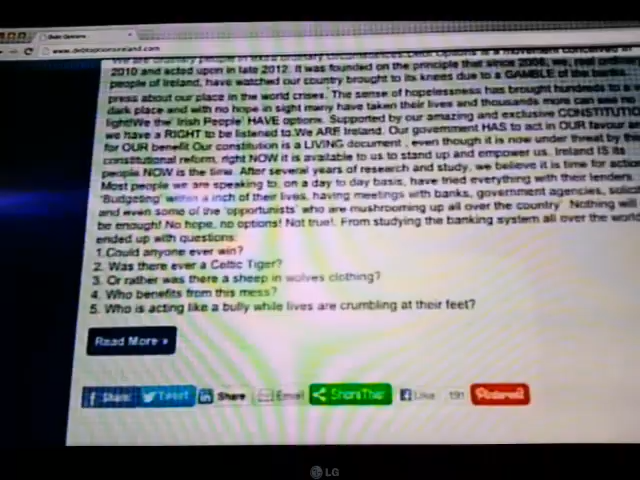 Debt Options
www.debtoptionsireland.com
2010 and acted upon in late 2012. It was founded on the principle that since 2008, we, real
people of Ireland, have watched our country brought to its knees due to a GAMBLE of the banks
press about our place in the world crises. The sense of hopelessness has brought hundreds to a
dark place and with no hope in sight many have taken their lives and thousands more can see no
light!We the 'Irish People' HAVE options. Supported by our amazing and exclusive CONSTITUTI
we have a RIGHT to be listened to.We ARE Ireland. Our government HAS to act in OUR favour
for OUR benefit Our constitution is a LIVING document , even though it is now under
constitutional reform, right NOW it is available to us to stand up and empower us. Ireland IS its
people NOW is the time. After several years of research and study, we believe it is time for action
Most people we are speaking to, on a day to day basis, have tried everything with their lenders.
'Budgeting' within a inch of their lives, having meetings with banks, government agencies, solic
and even some of the 'opportunists' who are mushrooming up all over the country' Nothing will
be enough! No hope, no options! Not true!. From studying the banking system all over the world
ended up with questions:
1.Could anyone ever win?
2. Was there ever a Celtic Tiger?
3. Or rather was there a sheep in wolves clothing?
4. Who benefits from this mess?
5. Who is acting like a bully while lives are crumbling at their feet?
Read More »
f Share Tweet in Share Email ShareThis Like 191 Pinterest
LG